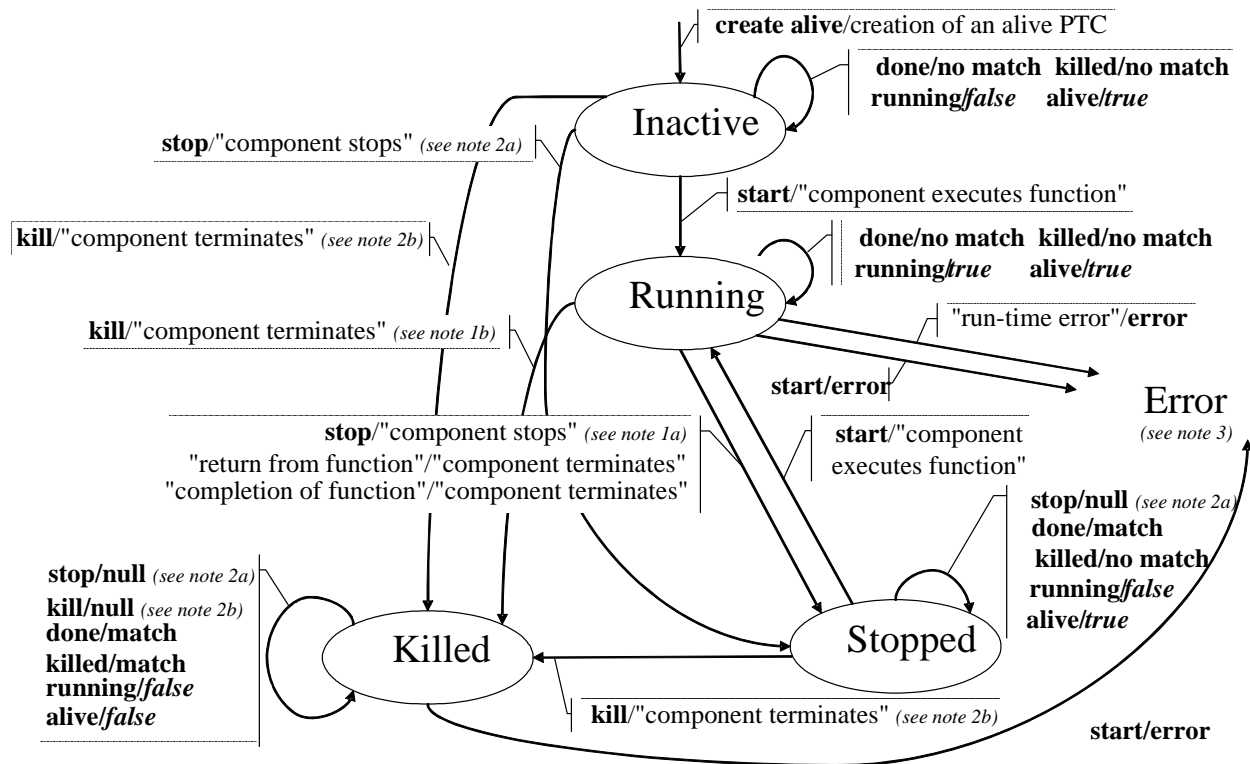 create alive/creation of an alive PTC
done/no match killed/no match
running/false alive/true
Inactive
stop/"component stops" (see note 2a)
start/"component executes function"
kill/"component terminates" (see note 2b)
done/no match killed/no match
running/true alive/true
Running
"run-time error"/error
kill/"component terminates" (see note 1b)
start/error
Error
(see note 3)
stop/"component stops" (see note 1a)
"return from function"/"component terminates"
"completion of function"/"component terminates"
start/"component
executes function"
stop/null (see note 2a)
done/match
killed/no match
running/false
alive/true
stop/null (see note 2a)
kill/null (see note 2b)
done/match
killed/match
running/false
alive/false
Killed
Stopped
kill/"component terminates" (see note 2b)
start/error